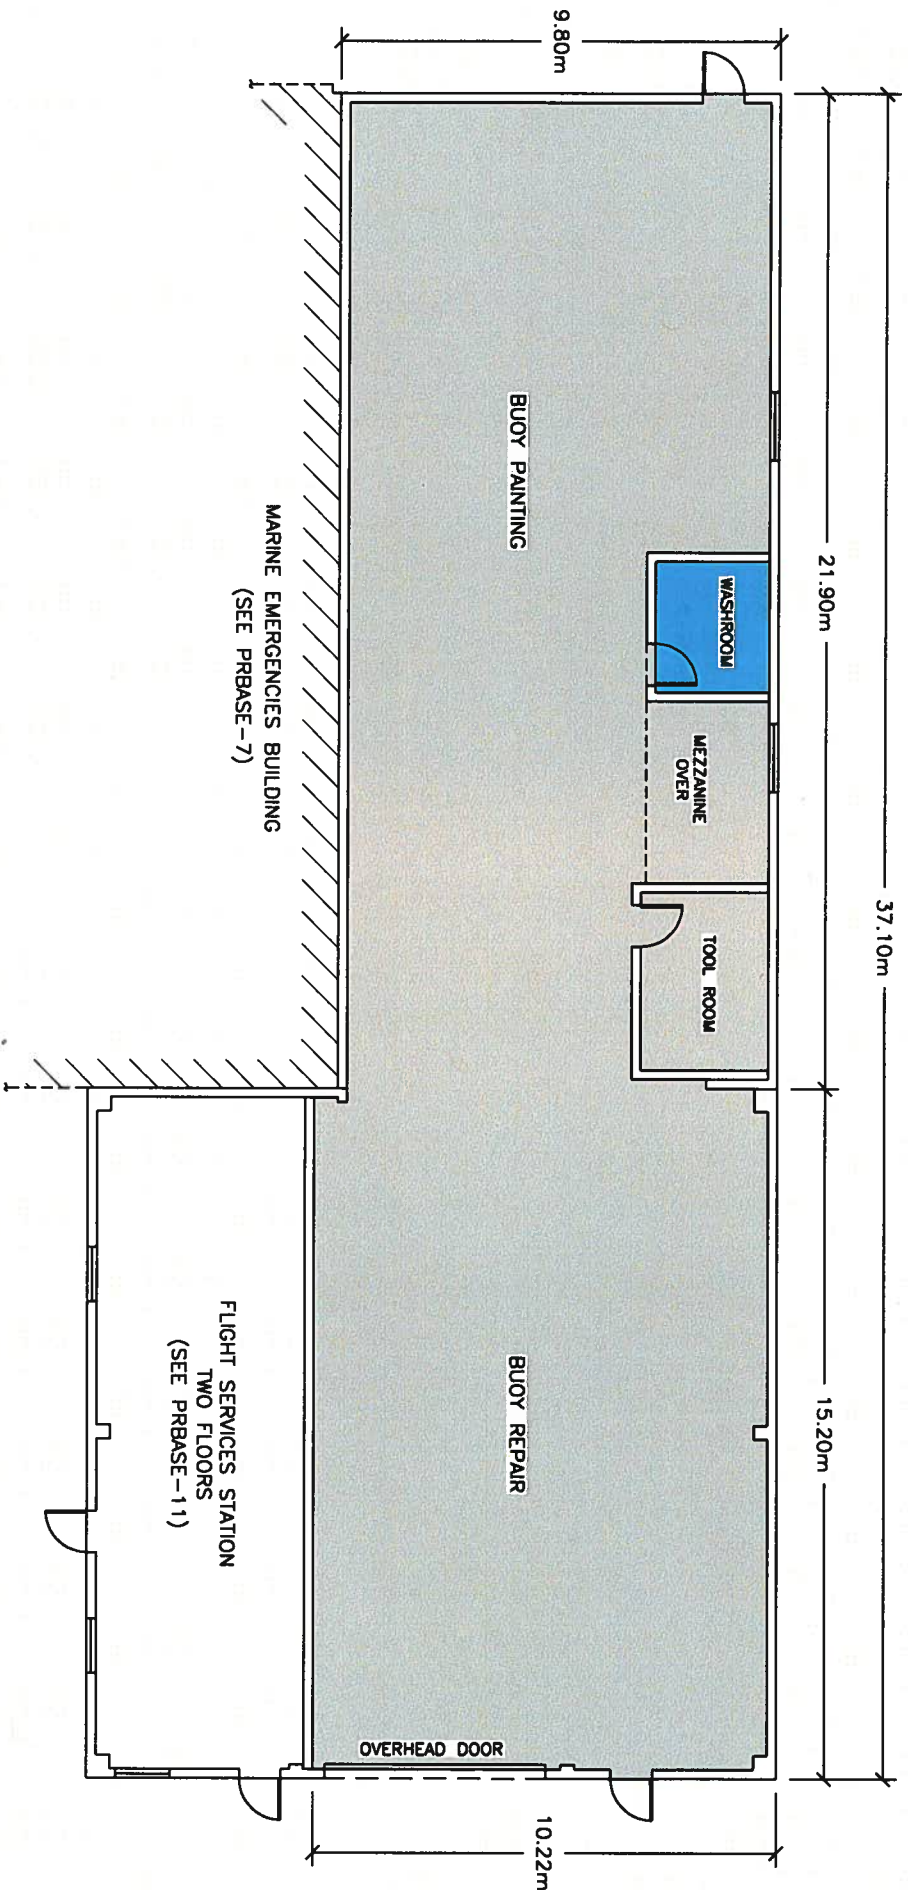 37.10m
21.90m
15.20m
9.80m
10.22m
WASHROOM
MEZZANINE
OVER
TOOL ROOM
BUOY PAINTING
BUOY REPAIR
OVERHEAD DOOR
MARINE EMERGENCIES BUILDING
(SEE PRBASE-7)
FLIGHT SERVICES STATION
TWO FLOORS
(SEE PRBASE-11)